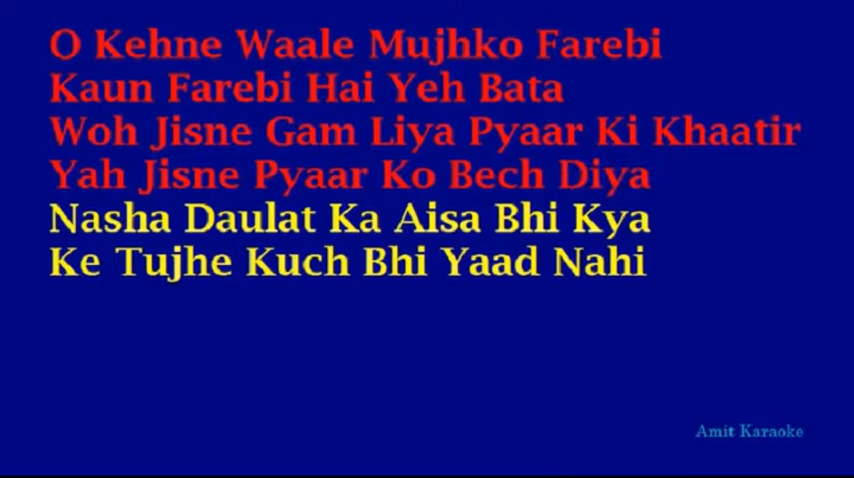 O Kehne Waale Mujhko Farebi
Kaun Farebi Hai Yeh Bata
Woh Jisne Gam Liya Pyaar Ki Khaatir
Yah Jisne Pyaar Ko Bech Diya
Nasha Daulat Ka Aisa Bhi Kya
Ke Tujhe Kuch Bhi Yaad Nahi
Amit Karaoke